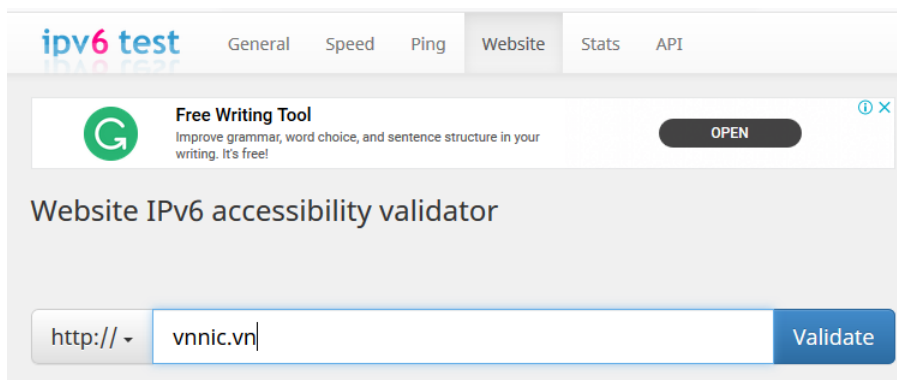 ipv6 test General Speed Ping Website Stats API
Free Writing Tool
Improve grammar, word choice, and sentence structure in your
writing. It's free!
OPEN
Website IPv6 accessibility validator
http:// vnnic.vn Validate